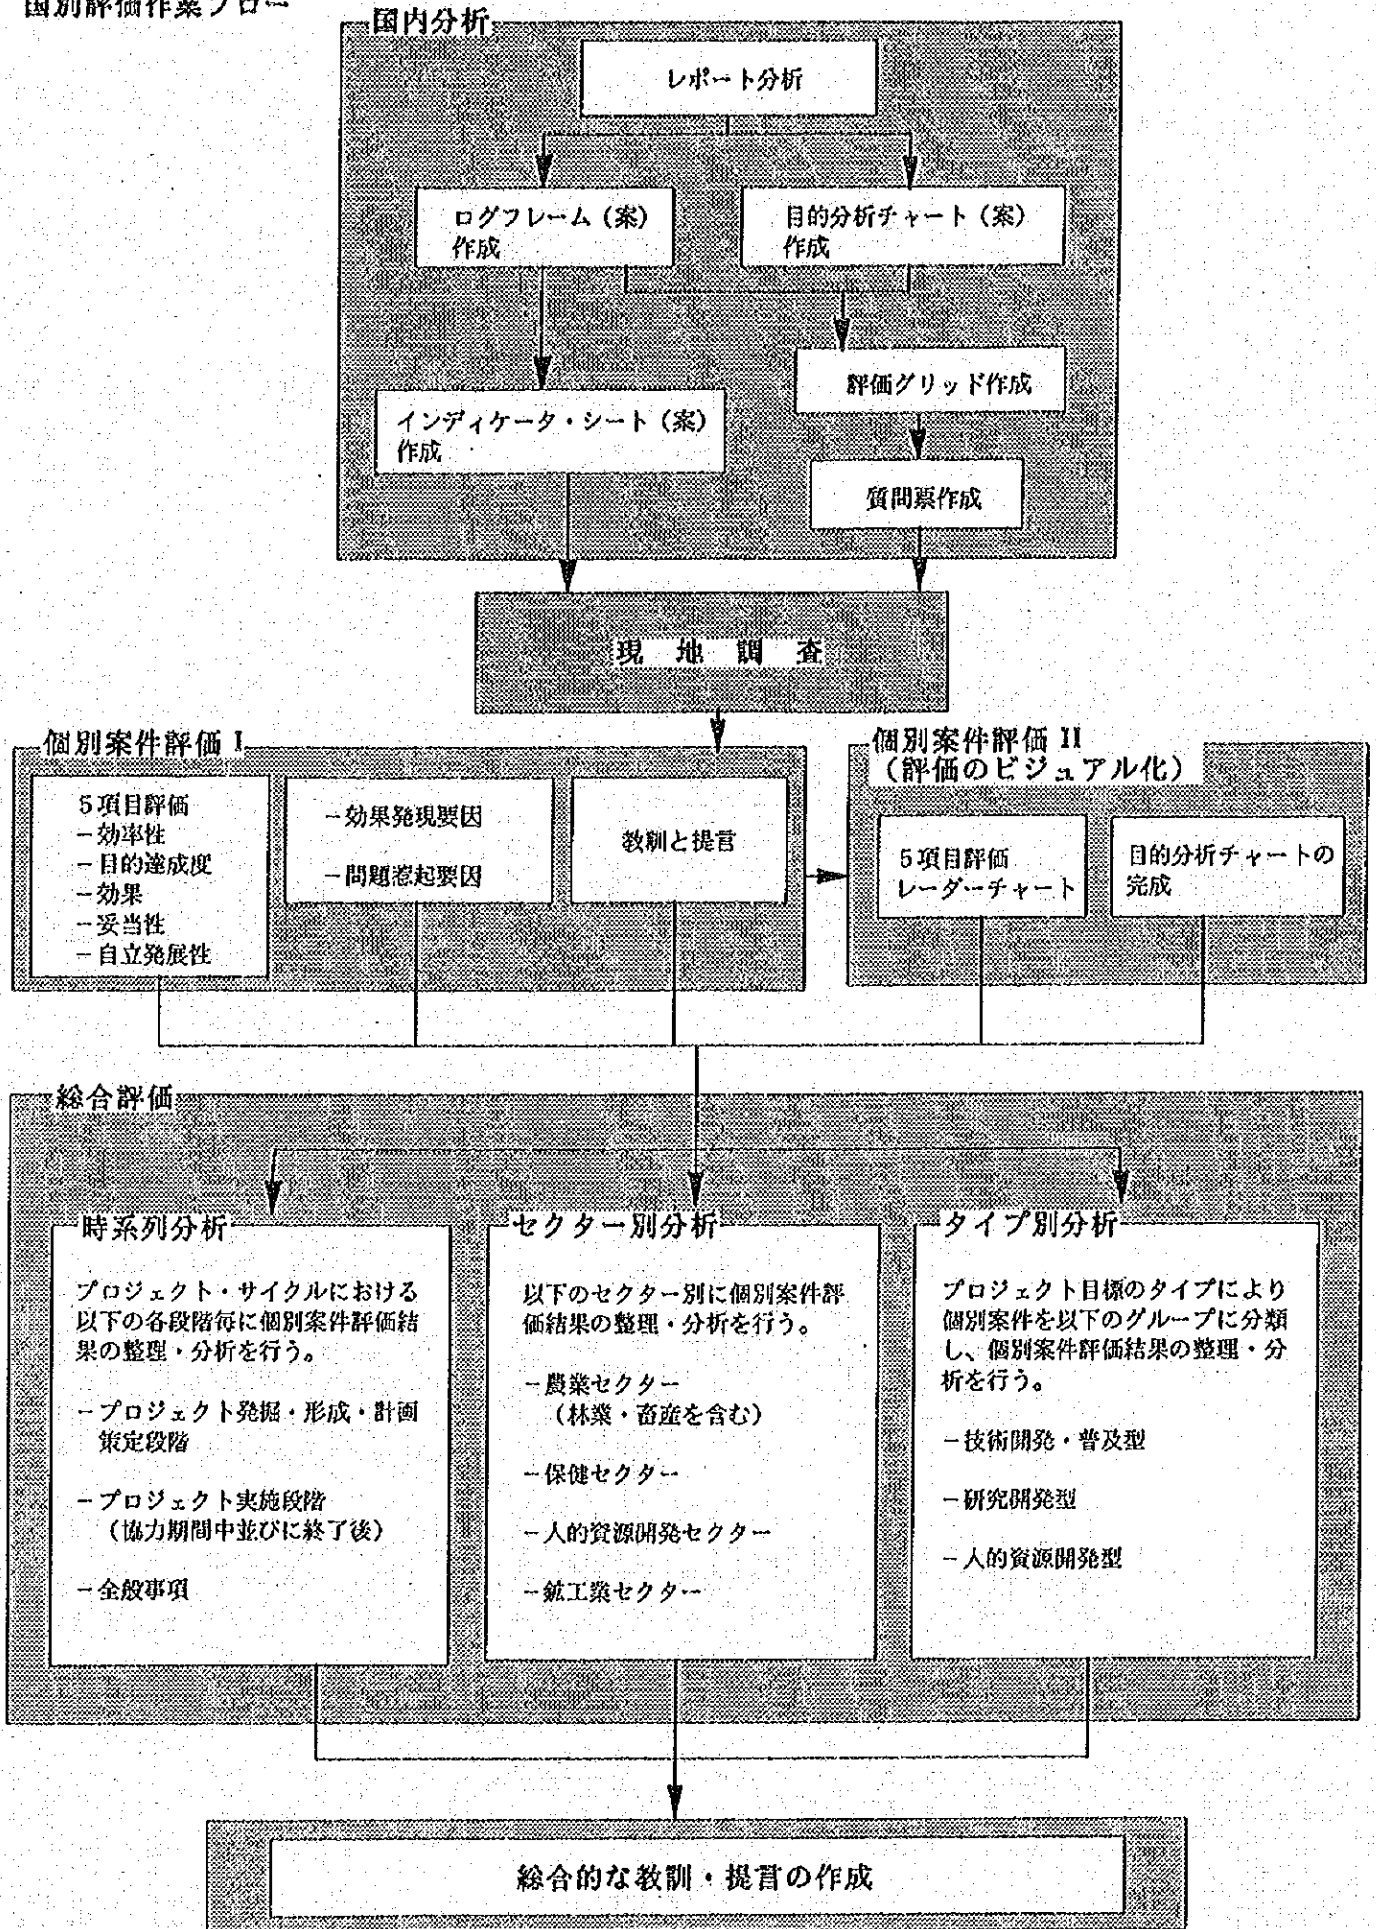 国別評価作業フロー
国内分析
レポート分析
ログフレーム（案）
作成
目的分析チャート（案）
作成
評価グリッド作成
インディケータ・シート（案）
作成
質問票作成
現地調査
個別案件評価 I
5項目評価
－効率性
－目的達成度
－効果
－妥当性
－自立発展性
－効果発現要因
－問題惹起要因
教訓と提言
個別案件評価 II
（評価のビジュアル化）
5項目評価
レーダーチャート
目的分析チャートの
完成
総合評価
時系列分析
プロジェクト・サイクルにおける
以下の各段階毎に個別案件評価結
果の整理・分析を行う。
－プロジェクト発掘・形成・計画
策定段階
－プロジェクト実施段階
（協力期間中並びに終了後）
－全般事項
セクター別分析
以下のセクター別に個別案件評
価結果の整理・分析を行う。
－農業セクター
（林業・畜産を含む）
－保健セクター
－人的資源開発セクター
－鉱工業セクター
タイプ別分析
プロジェクト目標のタイプにより
個別案件を以下のグループに分類
し、個別案件評価結果の整理・分
析を行う。
－技術開発・普及型
－研究開発型
－人的資源開発型
総合的な教訓・提言の作成